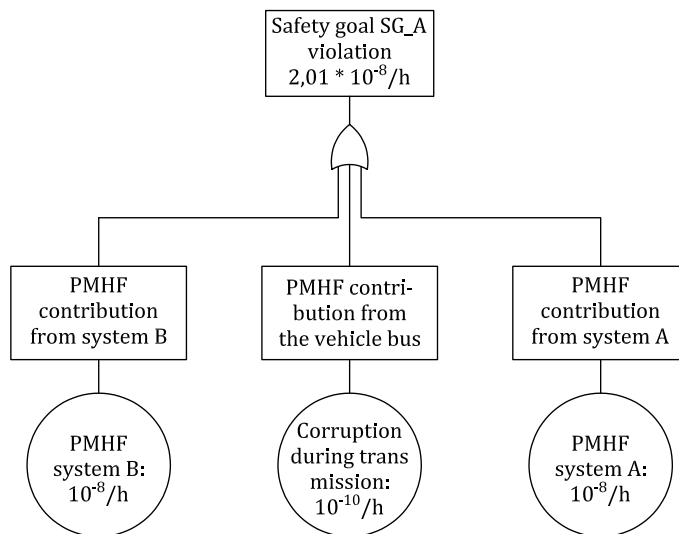 Safety goal SG_A
violation
2,01 * 10⁻⁸/h
PMHF
contribution
from system B
PMHF contri-
bution from
the vehicle bus
PMHF
contribution
from system A
PMHF
system B:
10⁻⁸/h
Corruption
during trans
mission:
10⁻¹⁰/h
PMHF
system A:
10⁻⁸/h